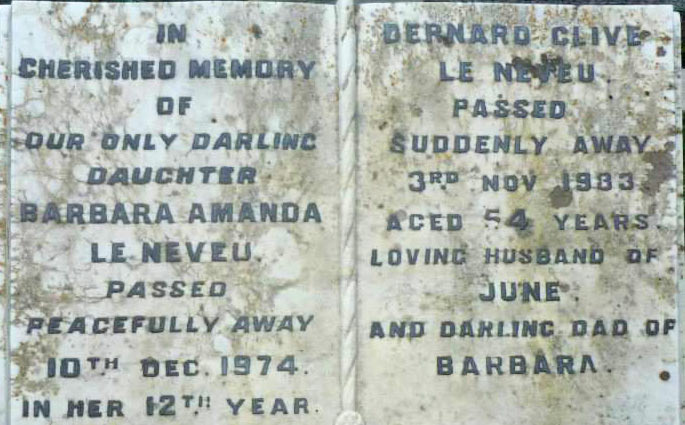 IN
CHERISHED MEMORY
OF
OUR ONLY DARLING
DAUGHTER
BARBARA AMANDA
LE NEVEU.
PASSED
PEACEFULLY AWAY
10TH DEC. 1974.
IN HER 12TH YEAR.
BERNARD CLIVE
LE NEVEU
PASSED
SUDDENLY AWAY
3RD NOV 1983
AGED 54 YEARS.
LOVING HUSBAND OF
JUNE.
AND DARLING DAD OF
BARBARA.